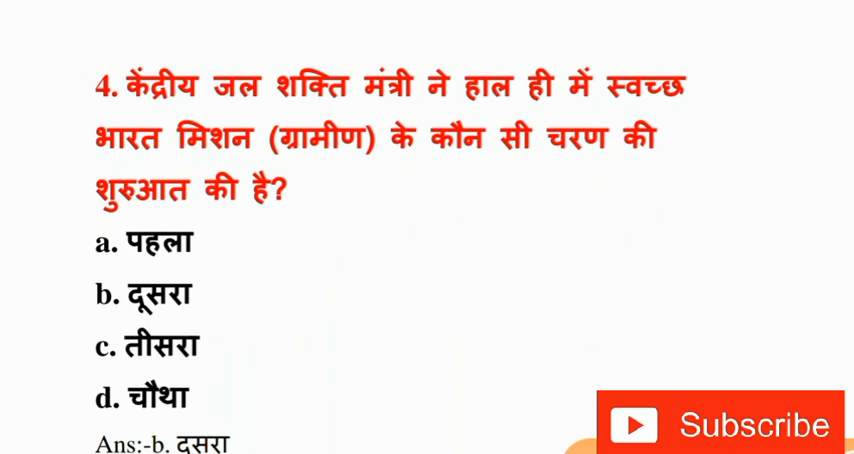 4. केंद्रीय जल शक्ति मंत्री ने हाल ही में स्वच्छ
भारत मिशन (ग्रामीण) के कौन सी चरण की
शुरुआत की है?
a. पहला
b. दूसरा
c. तीसरा
d. चौथा
Ans:-b. दूसरा
Subscribe